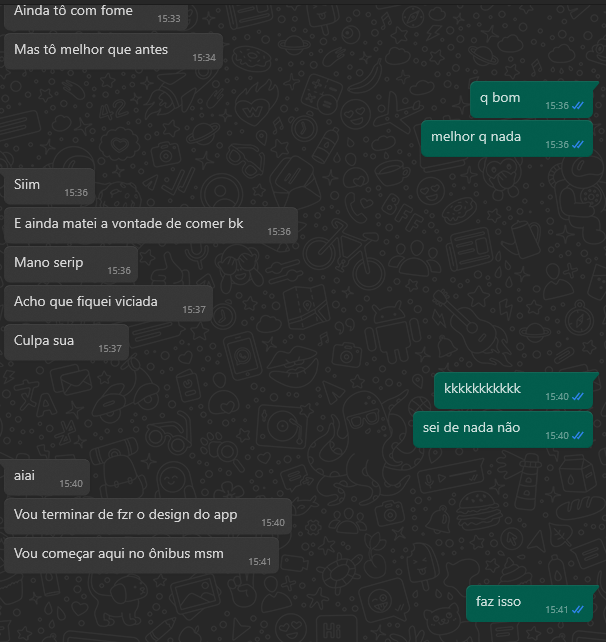 Ainda tô com fome
15:33
Mas tô melhor que antes
15:34
q bom
15:36
melhor q nada
15:36
Siim
15:36
E ainda matei a vontade de comer bk
15:36
Mano serip
15:36
Acho que fiquei viciada
15:37
Culpa sua
15:37
kkkkkkkkkkk
15:40
sei de nada não
15:40
aiai
15:40
Vou terminar de fzr o design do app
15:40
Vou começar aqui no ônibus msm
15:41
faz isso
15:41